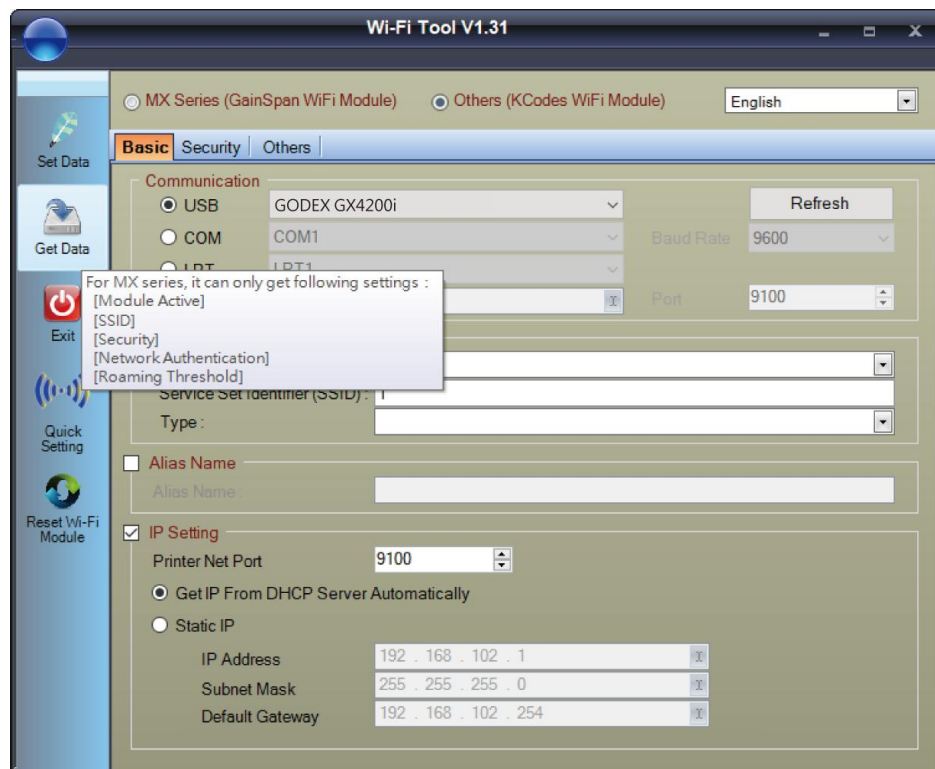 Wi-Fi Tool V1.31
MX Series (GainSpan WiFi Module) Others (KCodes WiFi Module) English
Set Data
Get Data
Exit
Quick
Setting
Reset Wi-Fi
Module
Basic Security Others
Communication
USB GODEX GX4200i Refresh
COM COM1 Baud Rate 9600
LPT LPT1
Port 9100
For MX series, it can only get following settings :
[Module Active]
[SSID]
[Security]
[Network Authentication]
[Roaming Threshold]
Service Set Identifier (SSID) :
Type :
Alias Name
Alias Name :
IP Setting
Printer Net Port 9100
Get IP From DHCP Server Automatically
Static IP
IP Address 192 . 168 . 102 . 1
Subnet Mask 255 . 255 . 255 . 0
Default Gateway 192 . 168 . 102 . 254